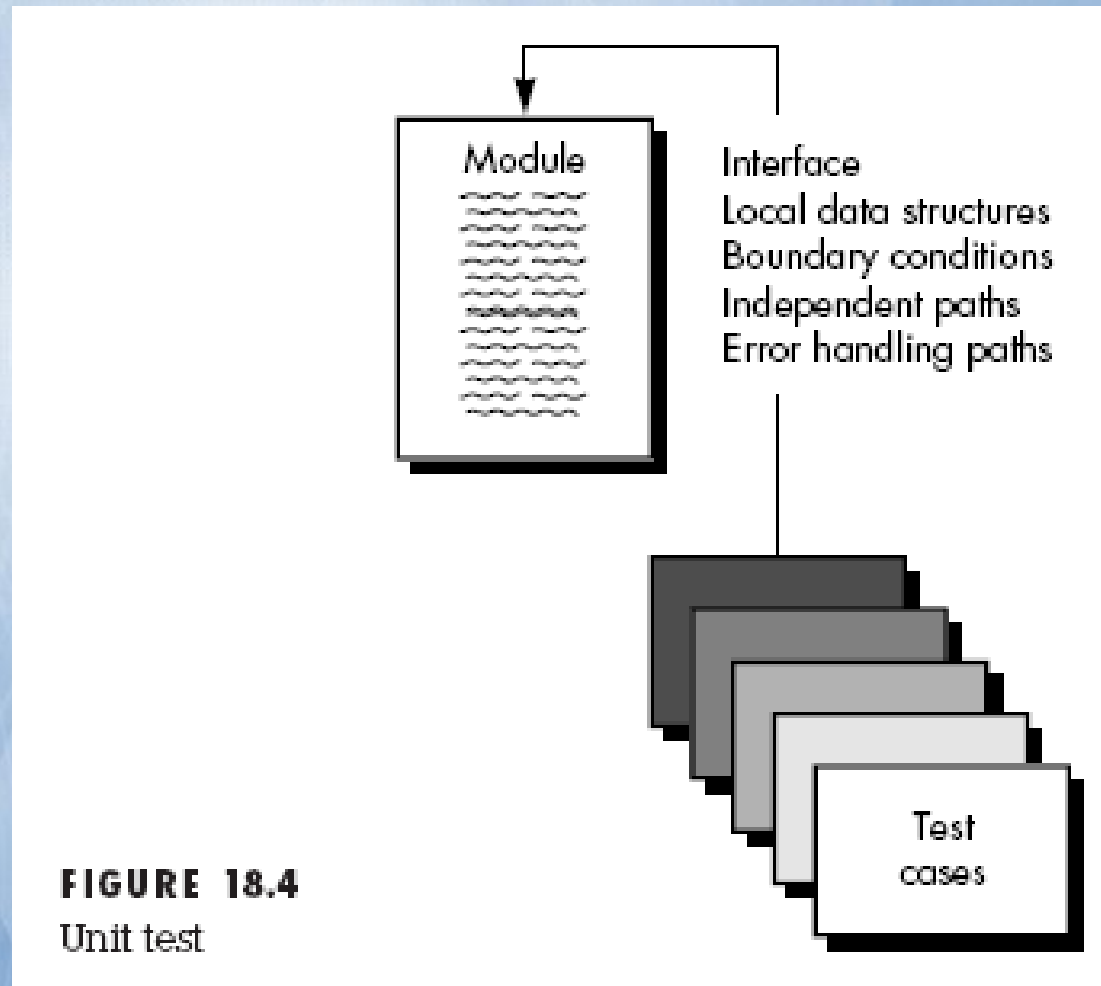 Module
Interface
Local data structures
Boundary conditions
Independent paths
Error handling paths
Test
cases
FIGURE 18.4
Unit test